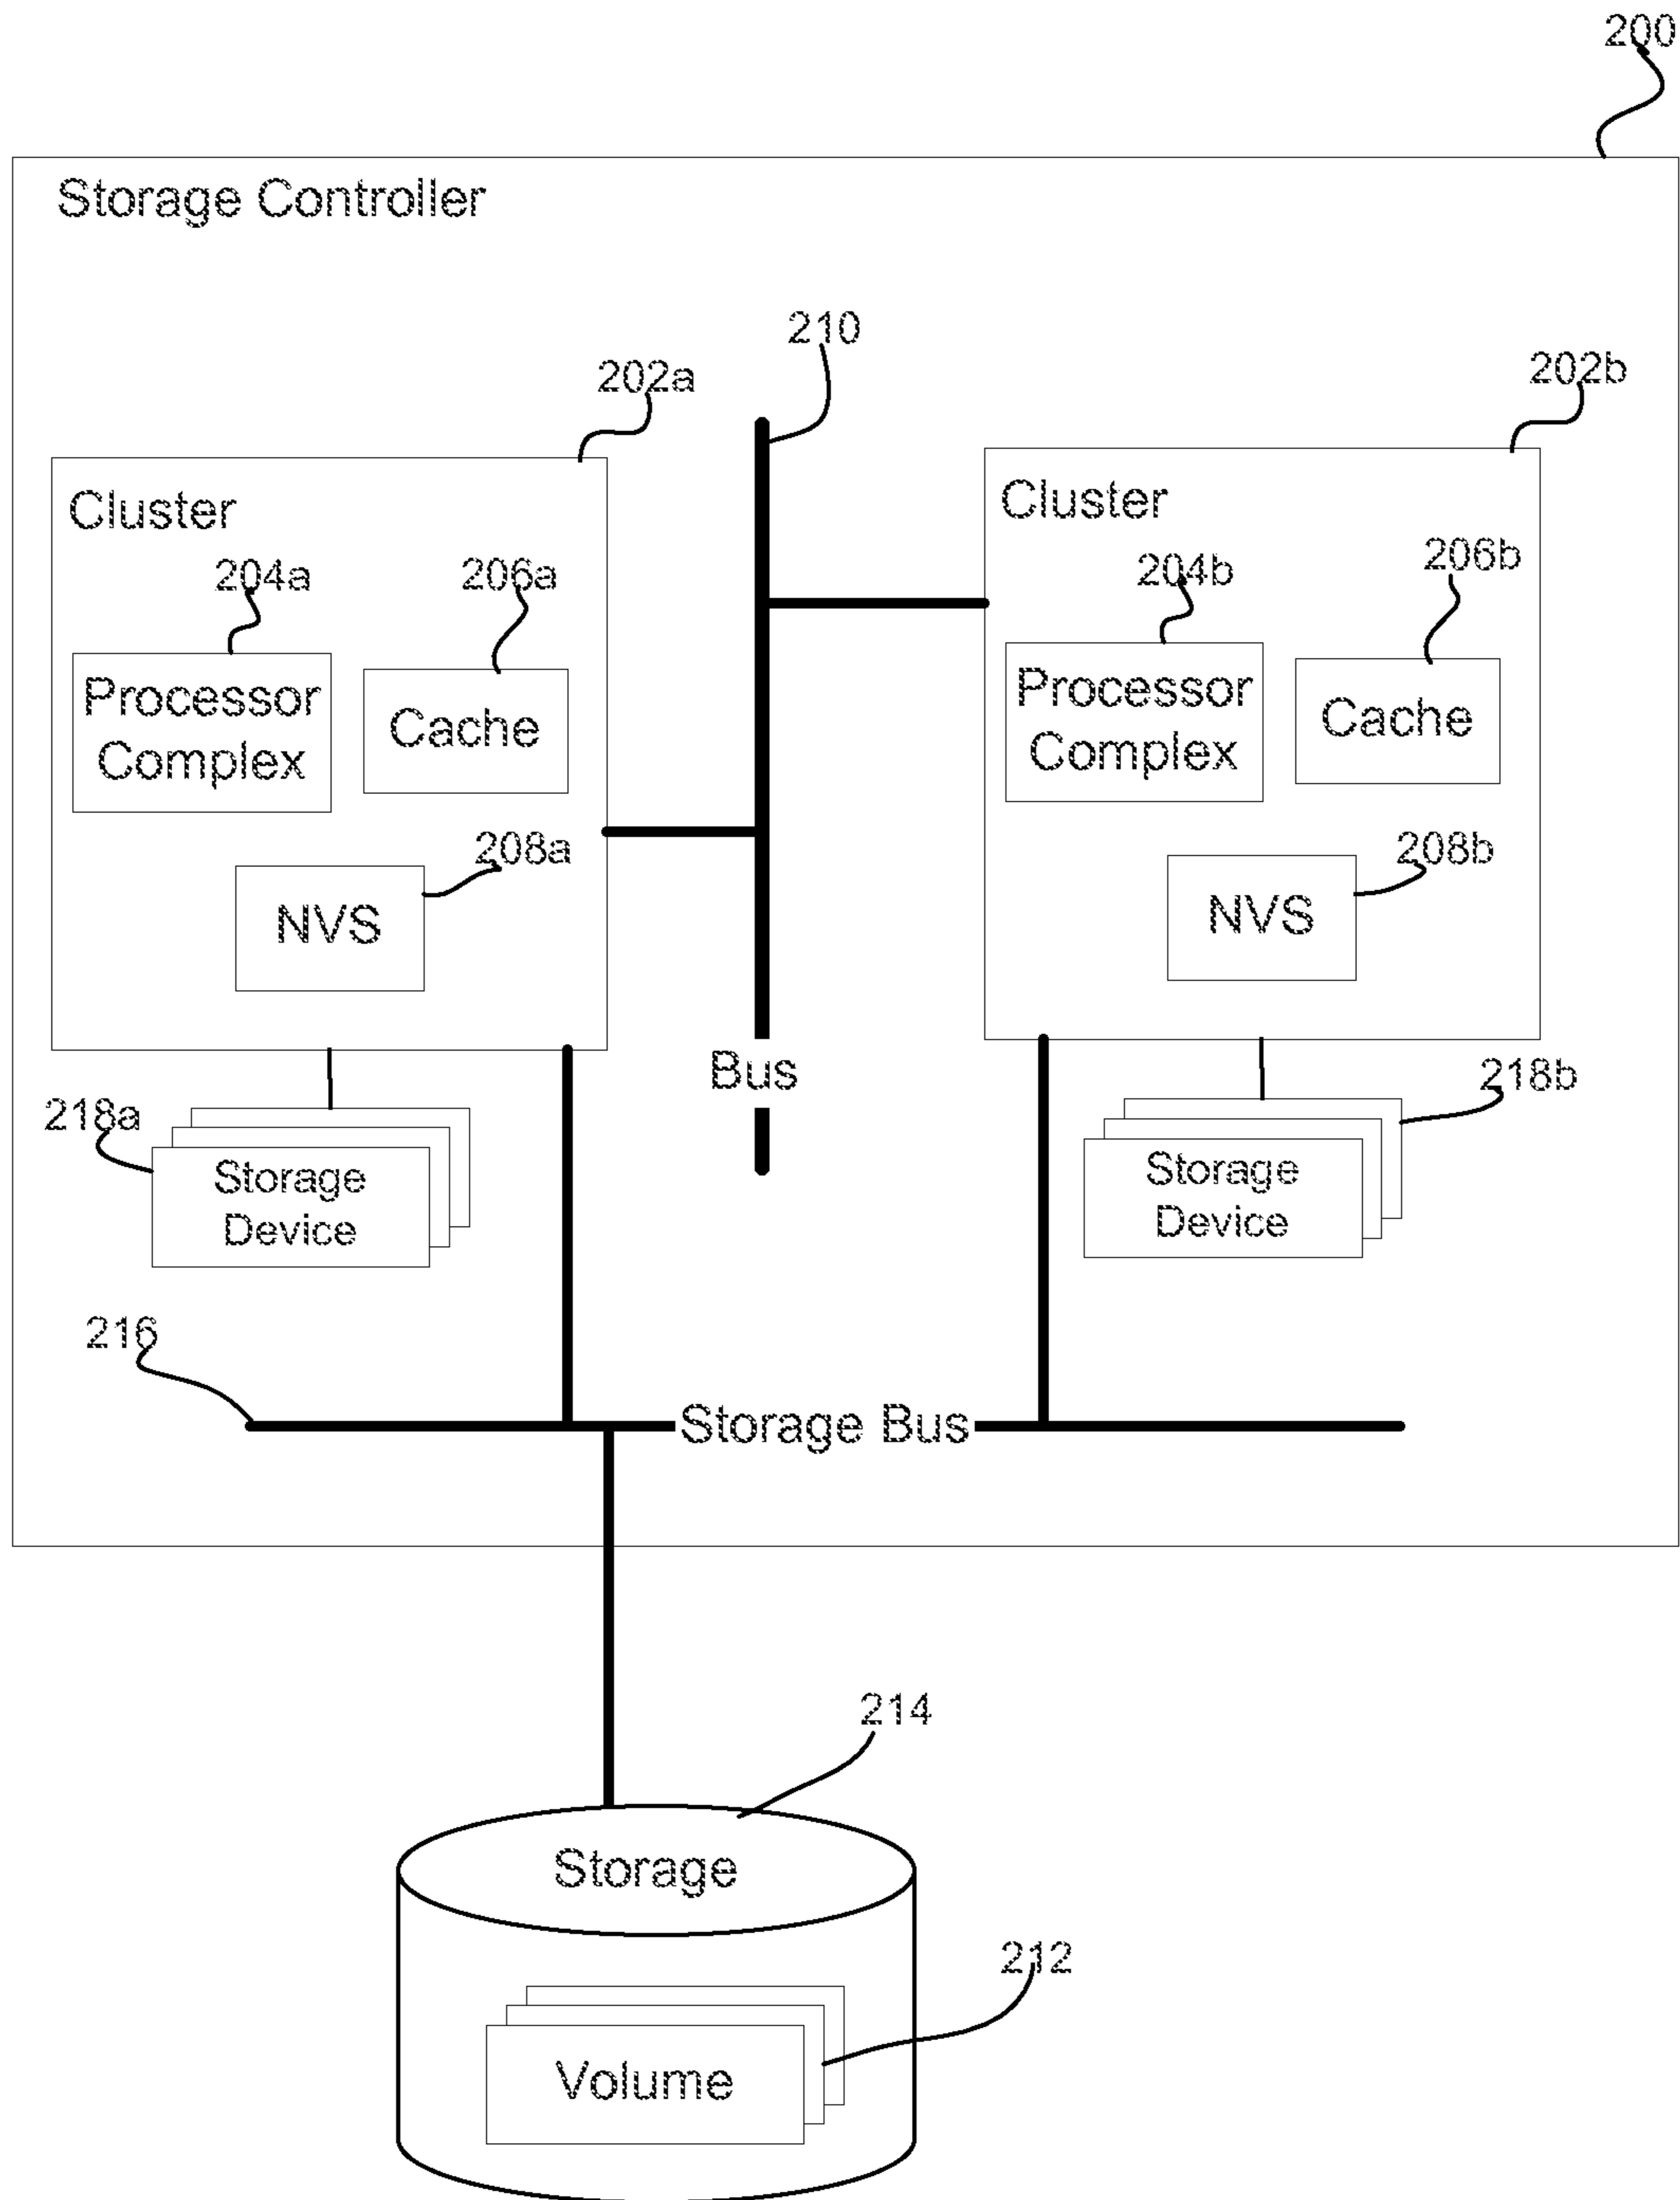 200
Storage Controller
210
202a
202b
Cluster
204a
206a
Processor
Complex
Cache
208a
NVS
Cluster
204b
206b
Processor
Complex
Cache
208b
NVS
Bus
218a
Storage
Device
218b
Storage
Device
216
Storage Bus
214
Storage
212
Volume